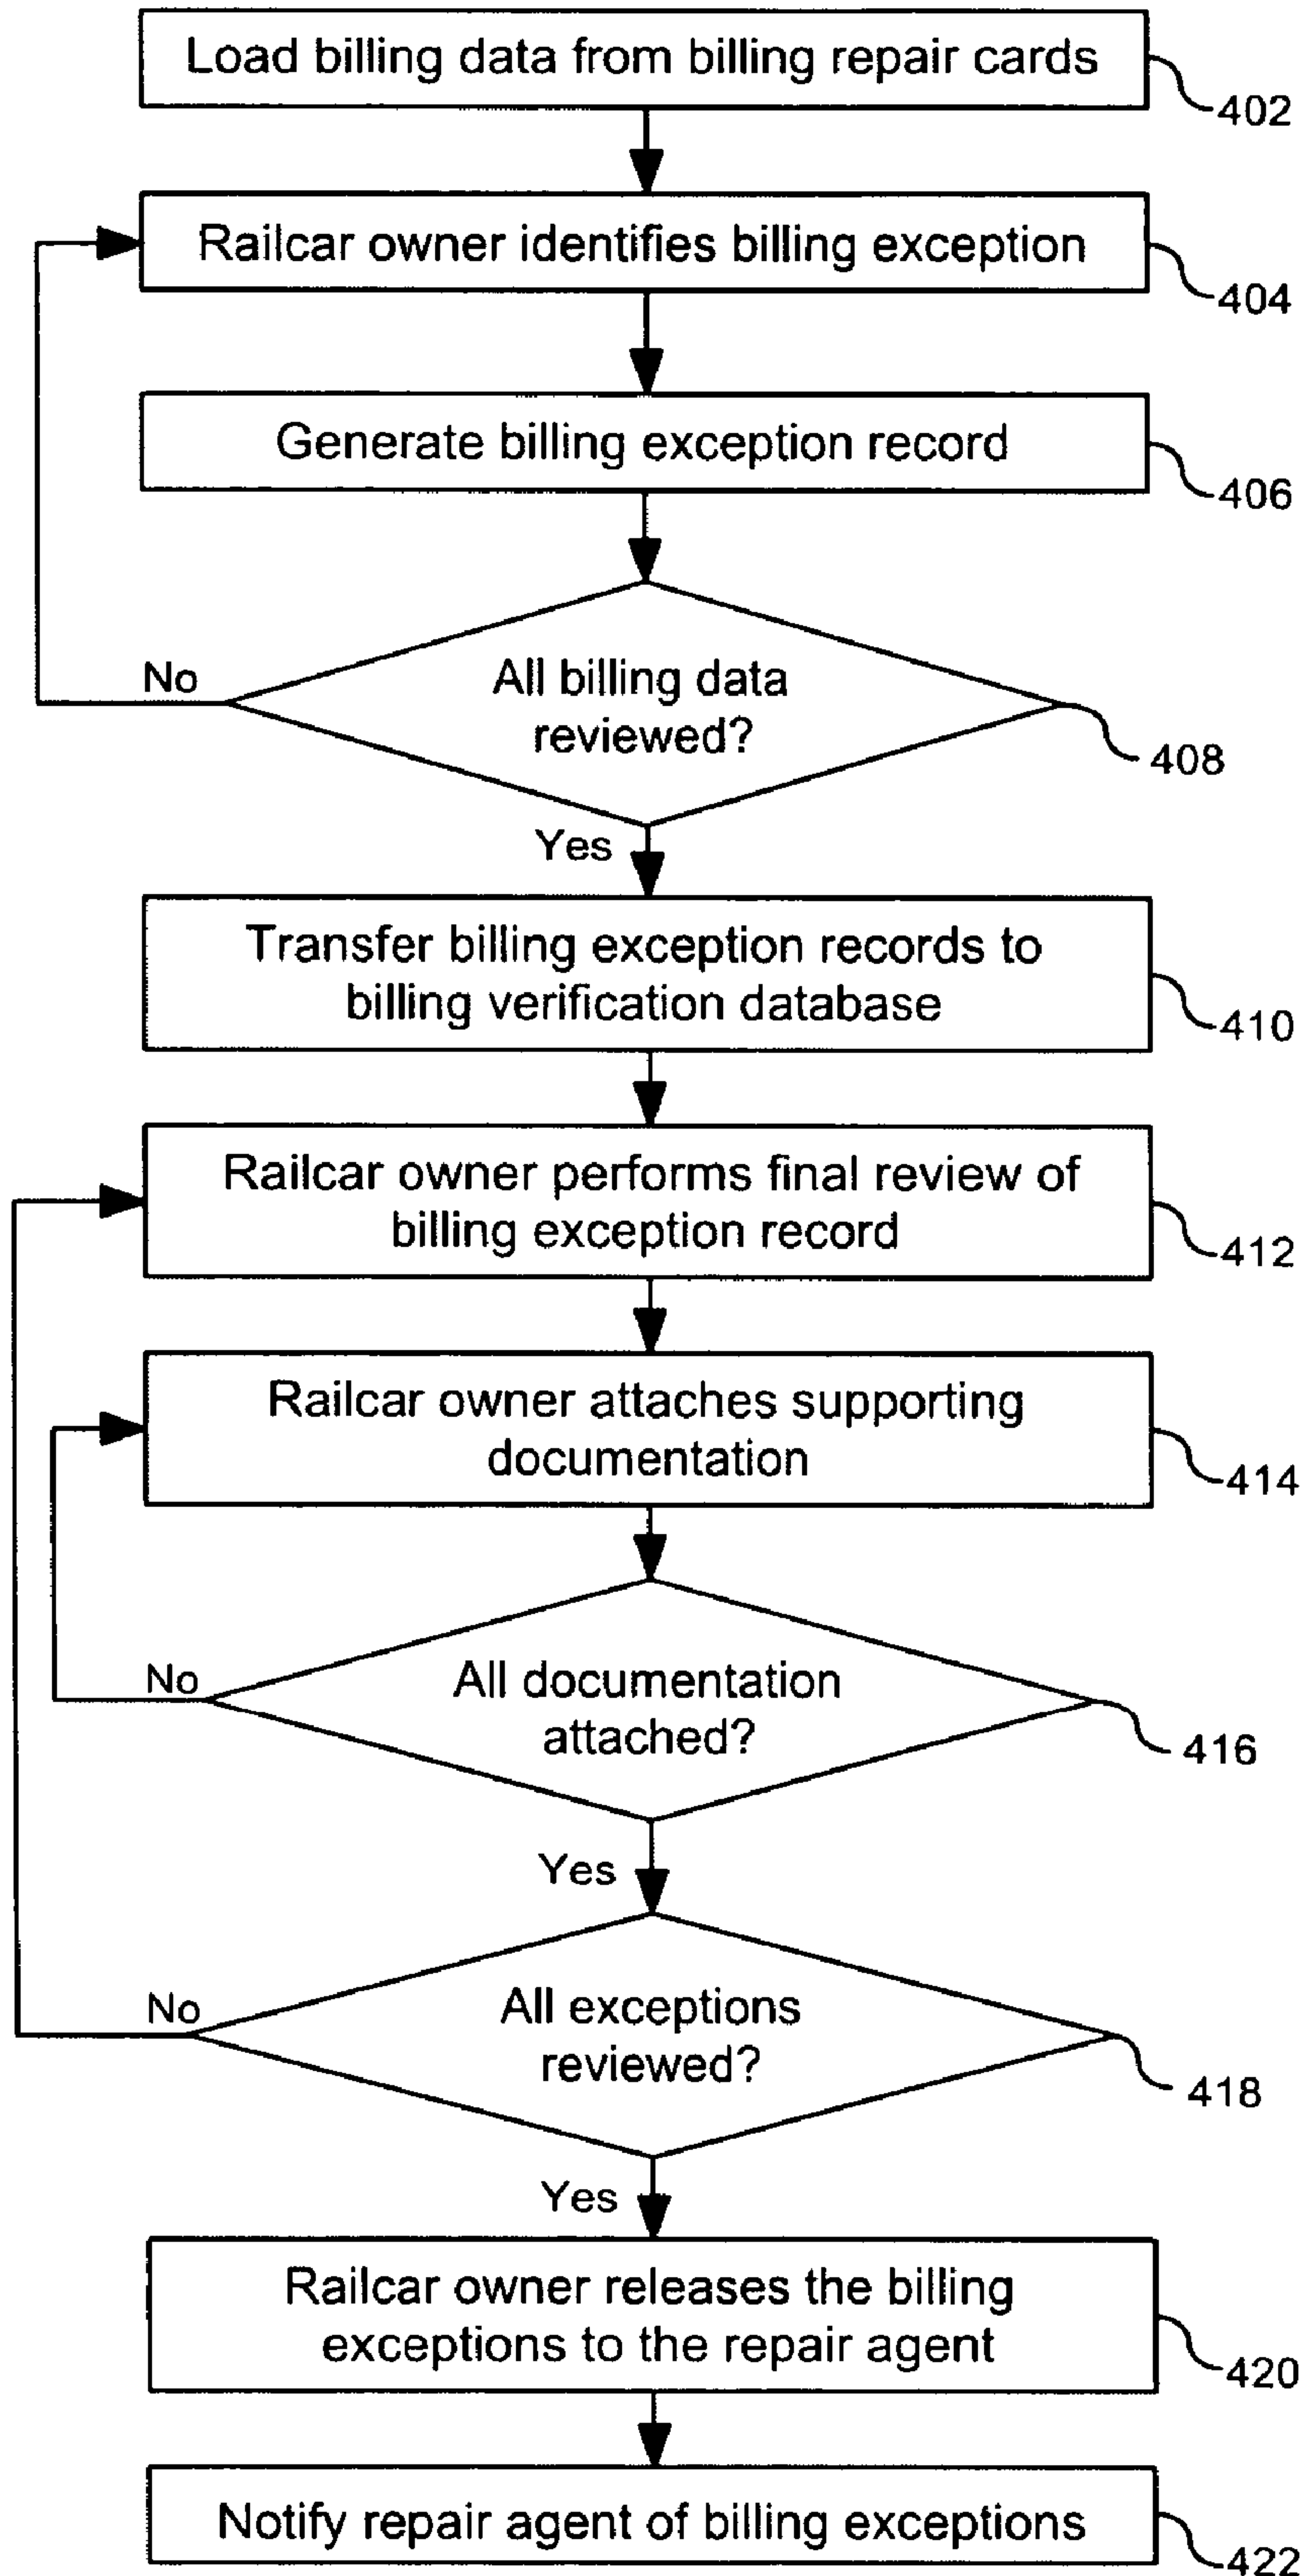 Load billing data from billing repair cards
402
Railcar owner identifies billing exception
404
Generate billing exception record
406
No
All billing data
reviewed?
408
Yes
Transfer billing exception records to
billing verification database
410
Railcar owner performs final review of
billing exception record
412
Railcar owner attaches supporting
documentation
414
No
All documentation
attached?
416
Yes
No
All exceptions
reviewed?
418
Yes
Railcar owner releases the billing
exceptions to the repair agent
420
Notify repair agent of billing exceptions
422